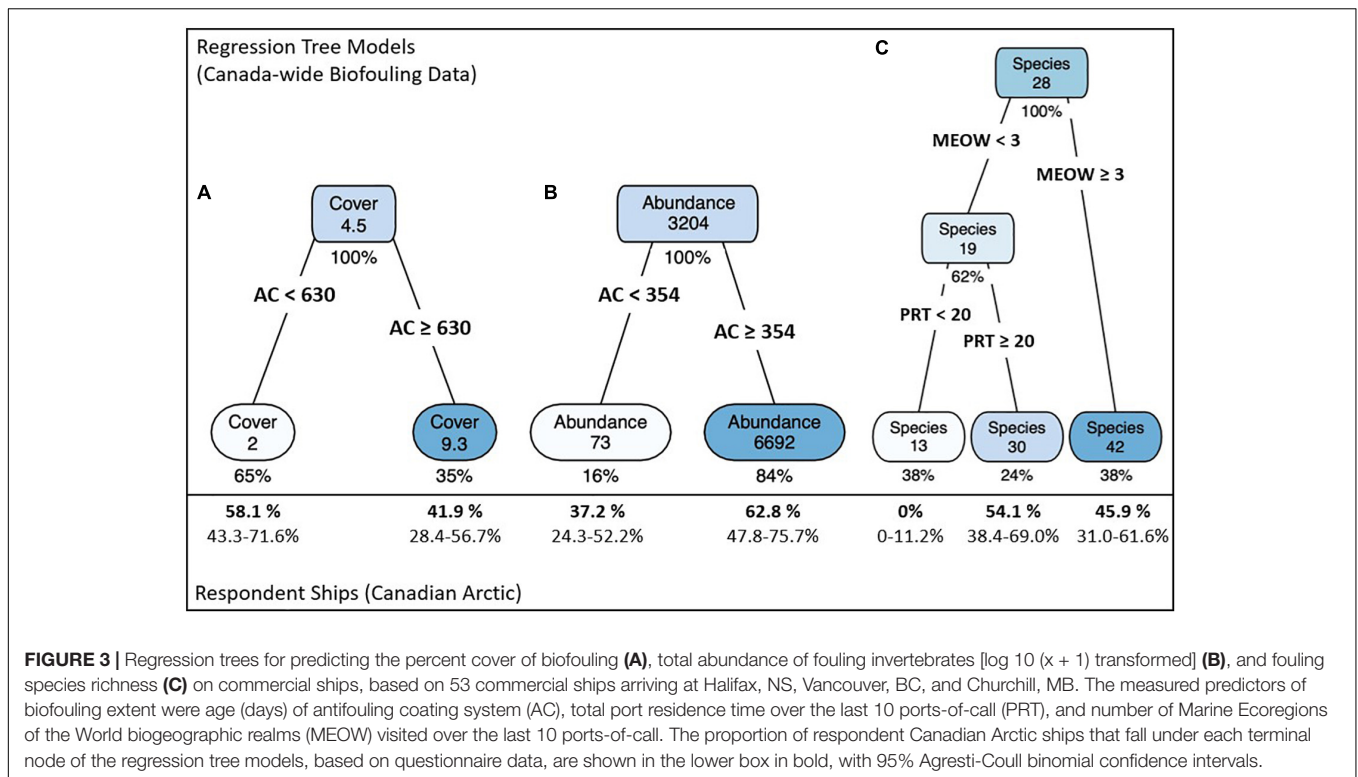 Regression Tree Models
(Canada-wide Biofouling Data)
A
Cover
4.5
100%
AC < 630
AC ≥ 630
Cover
2
65%
Cover
9.3
35%
B
Abundance
3204
100%
AC < 354
AC ≥ 354
Abundance
73
16%
Abundance
6692
84%
C
Species
28
100%
MEOW < 3
MEOW ≥ 3
Species
19
62%
PRT < 20
PRT ≥ 20
Species
13
38%
Species
30
24%
Species
42
38%
58.1 % 41.9 % 37.2 % 62.8 % 0% 54.1 % 45.9 %
43.3-71.6% 28.4-56.7% 24.3-52.2% 47.8-75.7% 0-11.2% 38.4-69.0% 31.0-61.6%
Respondent Ships (Canadian Arctic)
FIGURE 3 | Regression trees for predicting the percent cover of biofouling (A), total abundance of fouling invertebrates [log 10 (x + 1) transformed] (B), and fouling
species richness (C) on commercial ships, based on 53 commercial ships arriving at Halifax, NS, Vancouver, BC, and Churchill, MB. The measured predictors of
biofouling extent were age (days) of antifouling coating system (AC), total port residence time over the last 10 ports-of-call (PRT), and number of Marine Ecoregions
of the World biogeographic realms (MEOW) visited over the last 10 ports-of-call. The proportion of respondent Canadian Arctic ships that fall under each terminal
node of the regression tree models, based on questionnaire data, are shown in the lower box in bold, with 95% Agresti-Coull binomial confidence intervals.